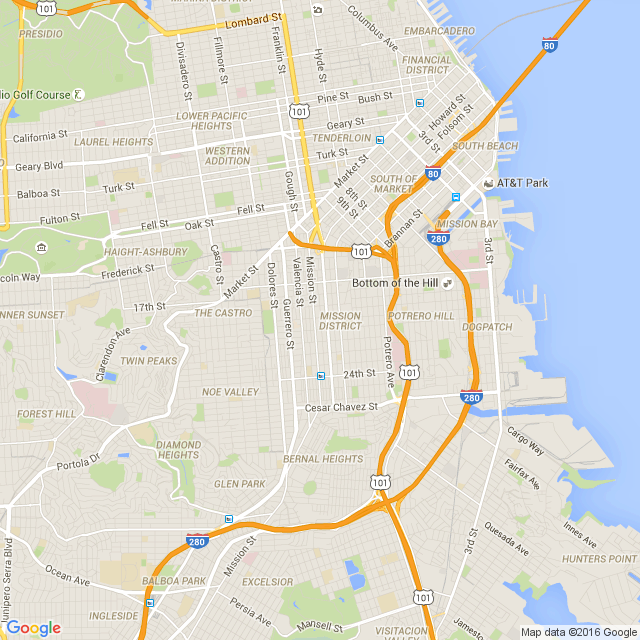 MARINA DISTRICT
101
PRESIDIO
Lombard St
Columbus Ave
EMBARCADERO
80
Divisadero St
Fillmore St
Franklin St
Hyde St
FINANCIAL
DISTRICT
dio Golf Course
Pine St
Bush St
101
Howard St
Folsom St
LOWER PACIFIC
HEIGHTS
Geary St
California St
LAUREL HEIGHTS
TENDERLOIN
3rd St
SOUTH BEACH
WESTERN
ADDITION
Turk St
Geary Blvd
Market St
80
Balboa St
Turk St
Gough St
SOUTH OF
MARKET
AT&T Park
8th St
9th St
Fell St
Fulton St
Fell St
Oak St
Brannan St
MISSION BAY
280
3rd St
HAIGHT-ASHBURY
101
ncoln Way
Frederick St
Castro St
Market St
Dolores St
Valencia St
Mission St
Bottom of the Hill
17th St
THE CASTRO
Guerrero St
MISSION
DISTRICT
POTRERO HILL
DOGPATCH
NNER SUNSET
Clarendon Ave
TWIN PEAKS
Potrero Ave
101
24th St
NOE VALLEY
280
Cesar Chavez St
FOREST HILL
Cargo Way
DIAMOND
HEIGHTS
Portola Dr
BERNAL HEIGHTS
Fairfax Ave
GLEN PARK
101
Junipero Serra Blvd
280
Mission St
3rd St
Quesada Ave
Innes Ave
HUNTERS POINT
Ocean Ave
BALBOA PARK
EXCELSIOR
101
INGLESIDE
Persia Ave
Mansell St
VISITACION
VALLEY
Google
Map data ©2016 Google